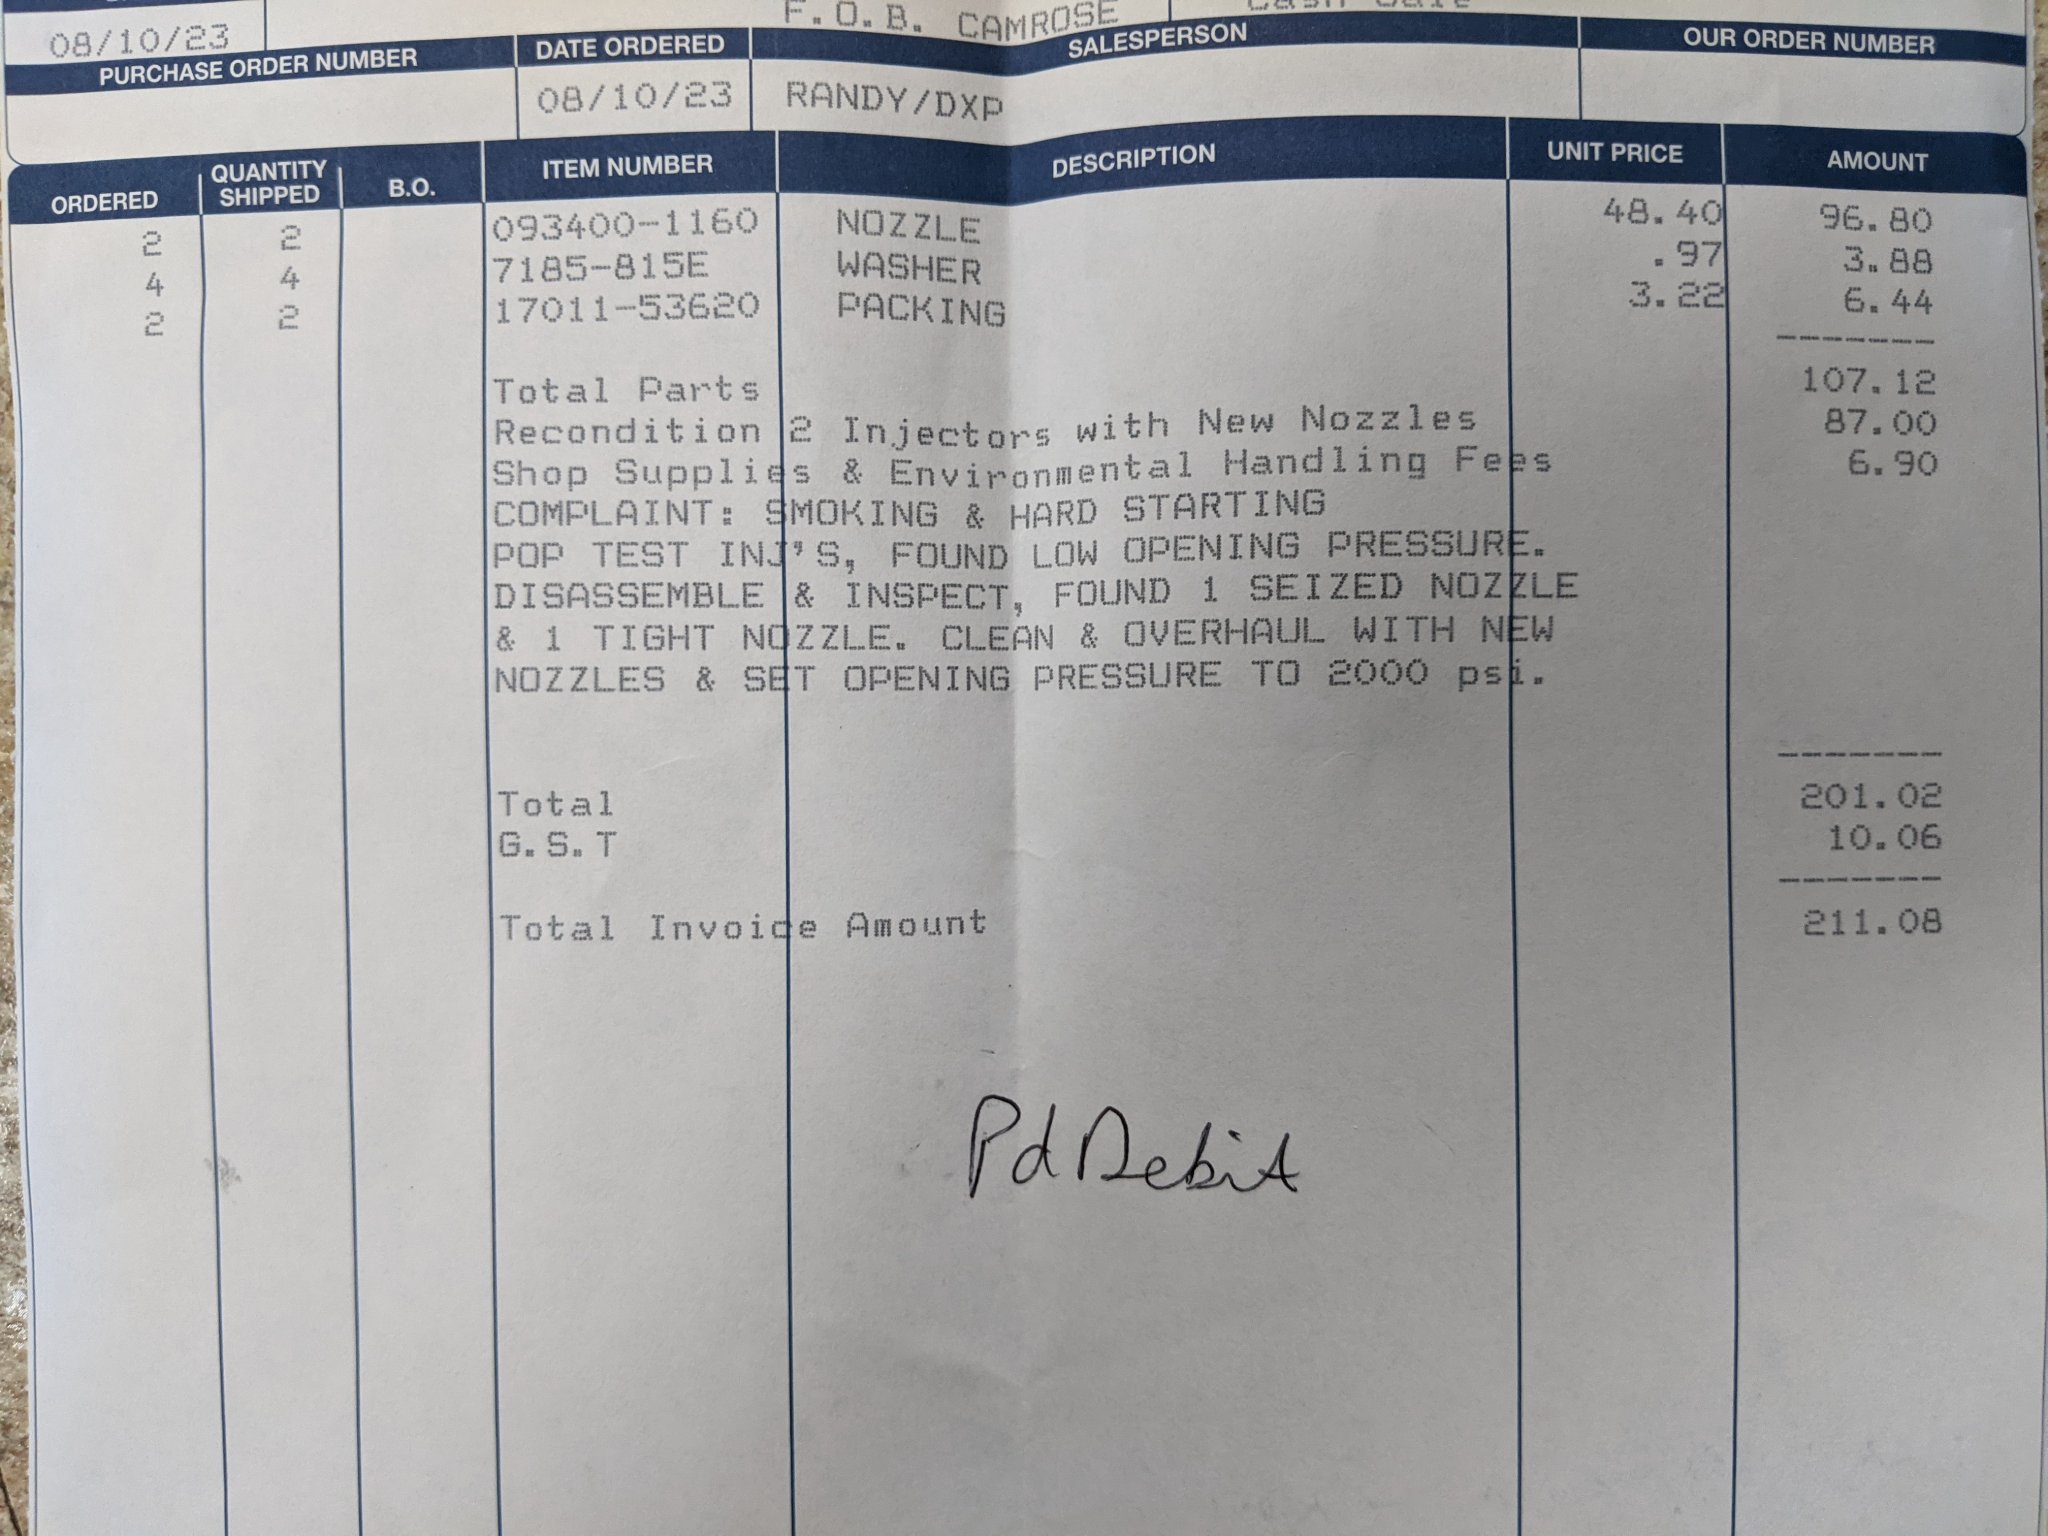 F.O.B. CAMROSE
08/10/23
PURCHASE ORDER NUMBER DATE ORDERED SALESPERSON OUR ORDER NUMBER
08/10/23 RANDY/DXP
ORDERED QUANTITY SHIPPED B.O. ITEM NUMBER DESCRIPTION UNIT PRICE AMOUNT
2 2 093400-1160 NOZZLE 48.40 96.80
4 4 7185-815E WASHER .97 3.88
2 2 17011-53620 PACKING 3.22 6.44
--------
Total Parts 107.12
Recondition 2 Injectors with New Nozzles 87.00
Shop Supplies & Environmental Handling Fees 6.90
COMPLAINT: SMOKING & HARD STARTING
POP TEST INJ'S, FOUND LOW OPENING PRESSURE.
DISASSEMBLE & INSPECT, FOUND 1 SEIZED NOZZLE
& 1 TIGHT NOZZLE. CLEAN & OVERHAUL WITH NEW
NOZZLES & SET OPENING PRESSURE TO 2000 psi.
-------
Total 201.02
G.S.T 10.06
-------
Total Invoice Amount 211.08
Pd Debit